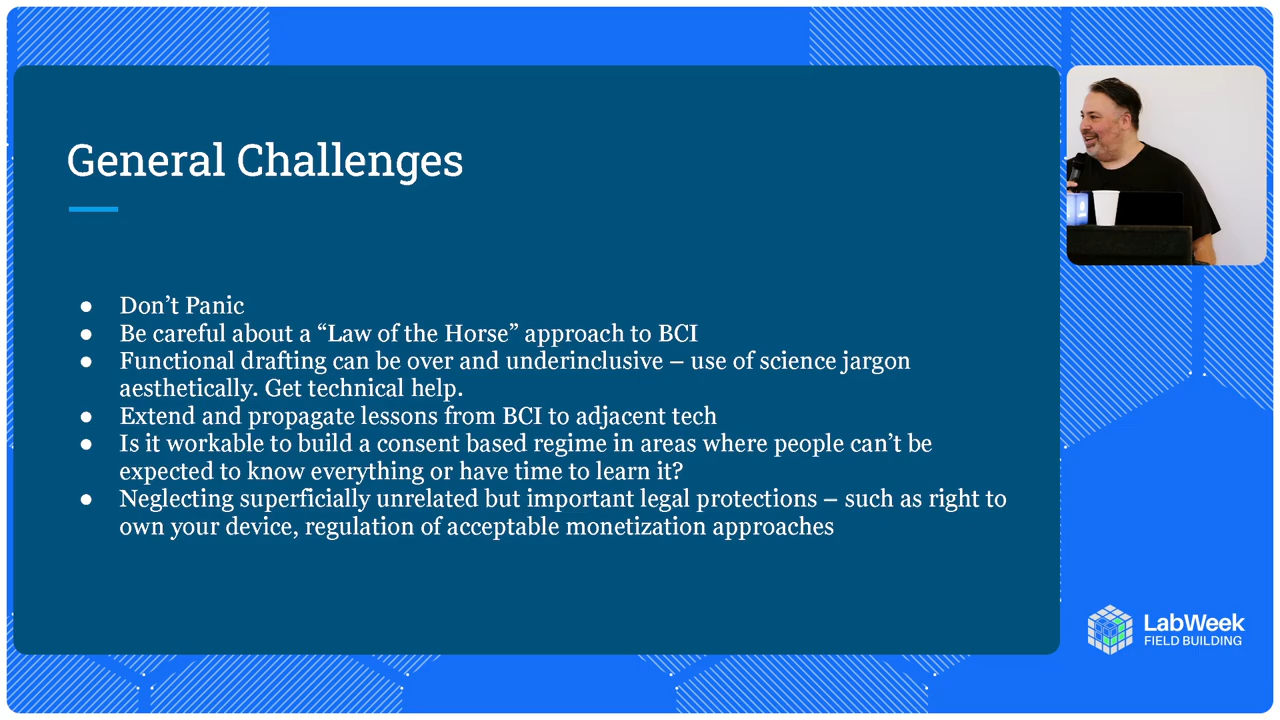 General Challenges
● Don’t Panic
● Be careful about a “Law of the Horse” approach to BCI
● Functional drafting can be over and underinclusive – use of science jargon
aesthetically. Get technical help.
● Extend and propagate lessons from BCI to adjacent tech
● Is it workable to build a consent based regime in areas where people can’t be
expected to know everything or have time to learn it?
● Neglecting superficially unrelated but important legal protections – such as right to
own your device, regulation of acceptable monetization approaches
LabWeek
FIELD BUILDING